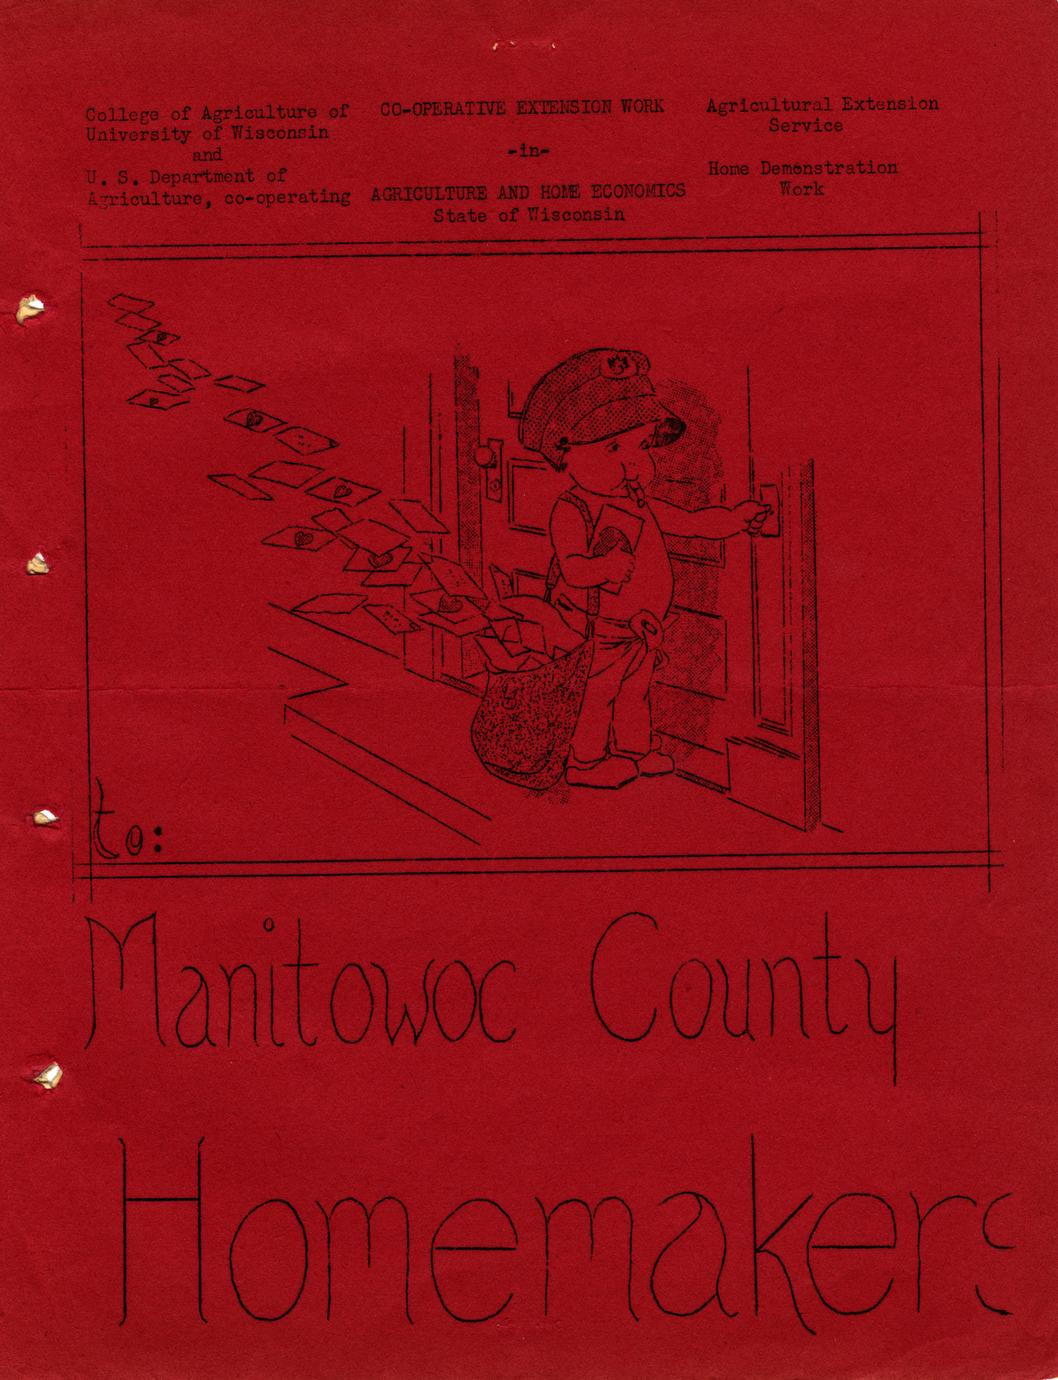 College of Agriculture of
University of Wisconsin
and
U. S. Department of
Agriculture, co-operating
CO-OPERATIVE EXTENSION WORK
-in-
AGRICULTURE AND HOME ECONOMICS
State of Wisconsin
Agricultural Extension
Service
Home Demonstration
Work
to:
Manitowoc County
Homemakers